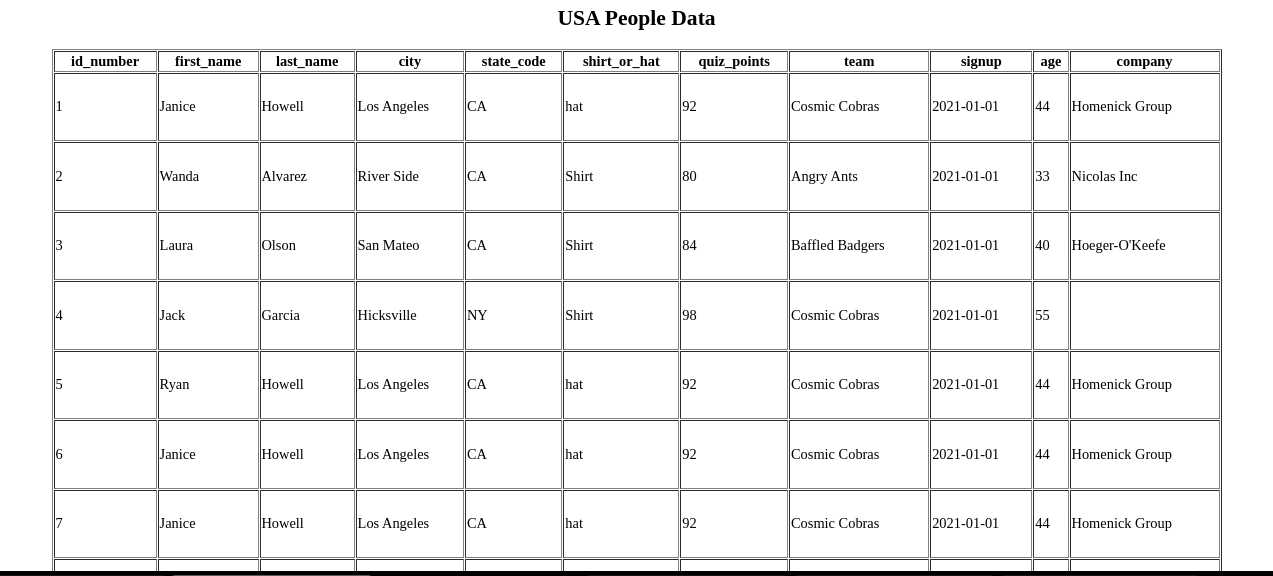 USA People Data
id_number first_name last_name city state_code shirt_or_hat quiz_points team signup age company
1 Janice Howell Los Angeles CA hat 92 Cosmic Cobras 2021-01-01 44 Homenick Group
2 Wanda Alvarez River Side CA Shirt 80 Angry Ants 2021-01-01 33 Nicolas Inc
3 Laura Olson San Mateo CA Shirt 84 Baffled Badgers 2021-01-01 40 Hoeger-O'Keefe
4 Jack Garcia Hicksville NY Shirt 98 Cosmic Cobras 2021-01-01 55
5 Ryan Howell Los Angeles CA hat 92 Cosmic Cobras 2021-01-01 44 Homenick Group
6 Janice Howell Los Angeles CA hat 92 Cosmic Cobras 2021-01-01 44 Homenick Group
7 Janice Howell Los Angeles CA hat 92 Cosmic Cobras 2021-01-01 44 Homenick Group